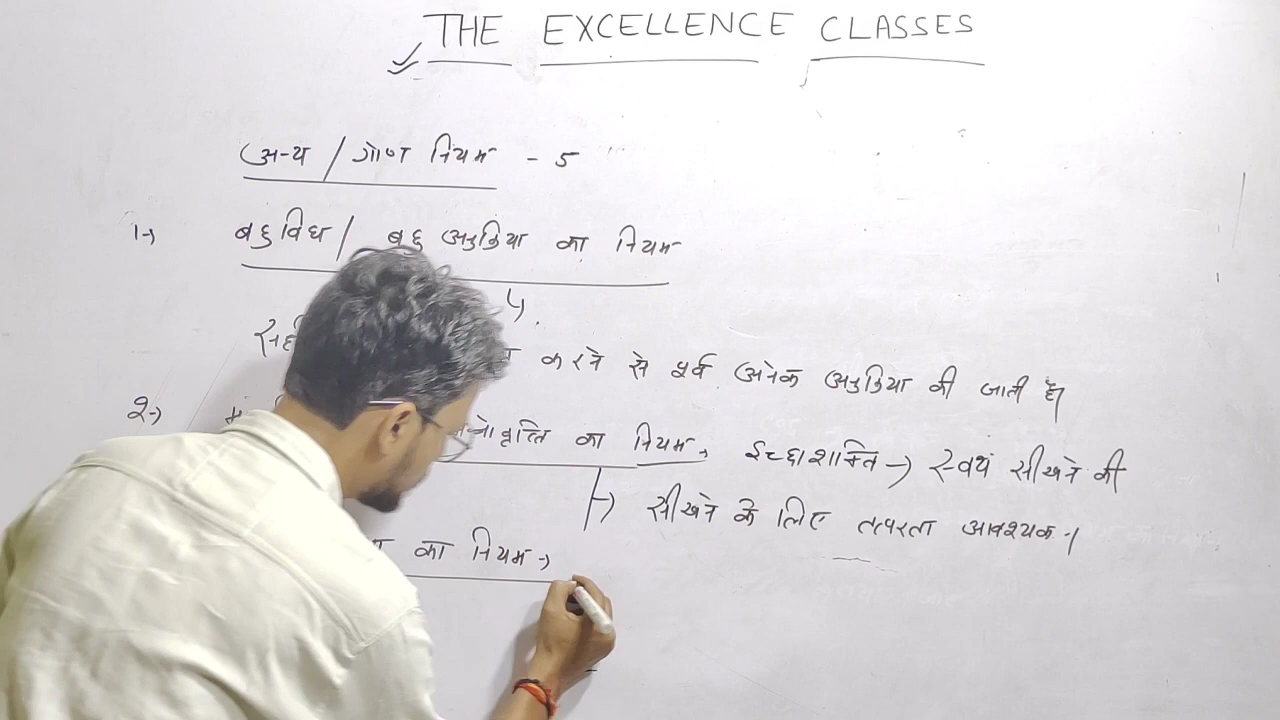 THE EXCELLENCE CLASSES
अन्य / गौण नियम - 5
1→ बहुविध / बहु अनुक्रिया का नियम
करने से पूर्व अनेक अनुक्रिया की जाती है।
2→ मनोवृत्ति का नियम → इच्छाशक्ति → स्वयं सीखने की
→ सीखने के लिए तत्परता आवश्यक।
का नियम →